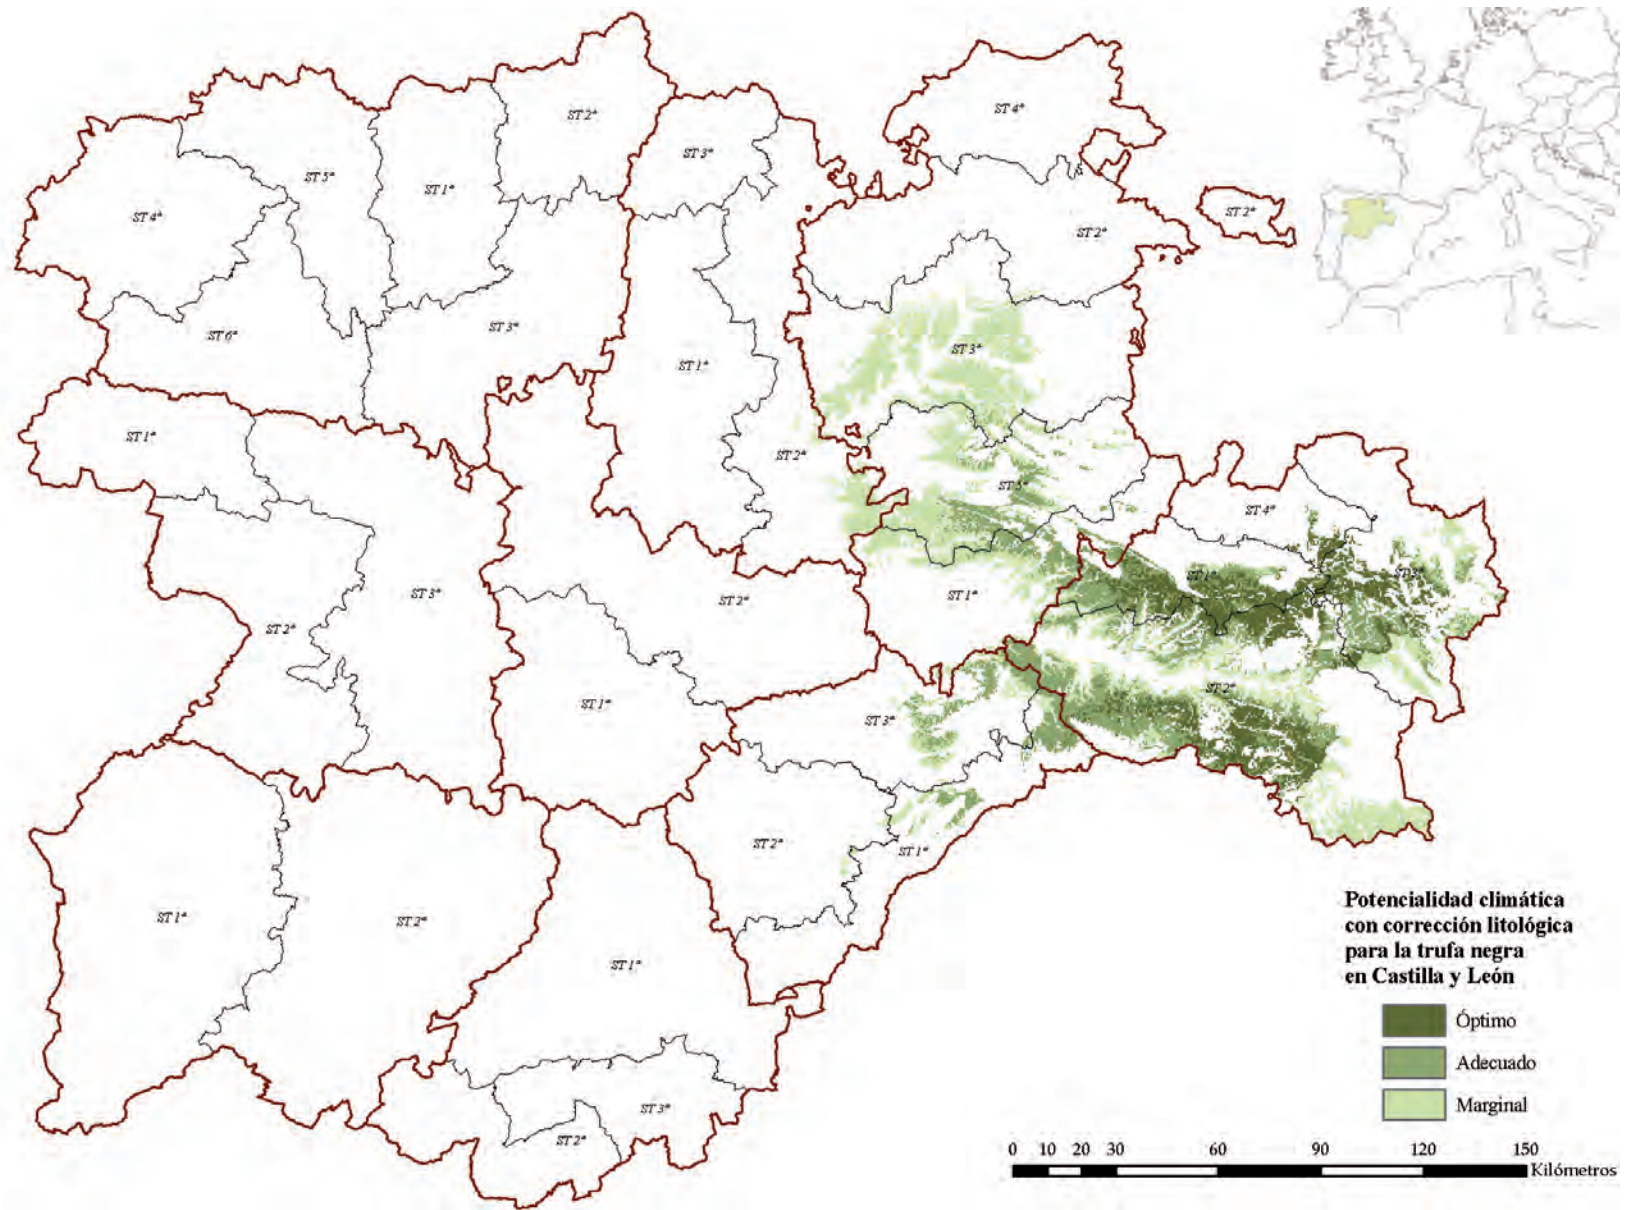 ST 4ª
ST 2ª
ST 3ª
ST 5ª
ST 1ª
ST 4ª
ST 2ª
ST 2ª
ST 6ª
ST 3ª
ST 3ª
ST 1ª
ST 1ª
ST 2ª
ST 5ª
ST 4ª
ST 1ª
ST 3ª
ST 3ª
ST 2ª
ST 1ª
ST 2ª
ST 2ª
ST 1ª
ST 3ª
ST 2ª
ST 1ª
ST 1ª
ST 2ª
ST 1ª
ST 3ª
ST 2ª
Potencialidad climática
con corrección litológica
para la trufa negra
en Castilla y León
Óptimo
Adecuado
Marginal
0 10 20 30 60 90 120 150
Kilómetros